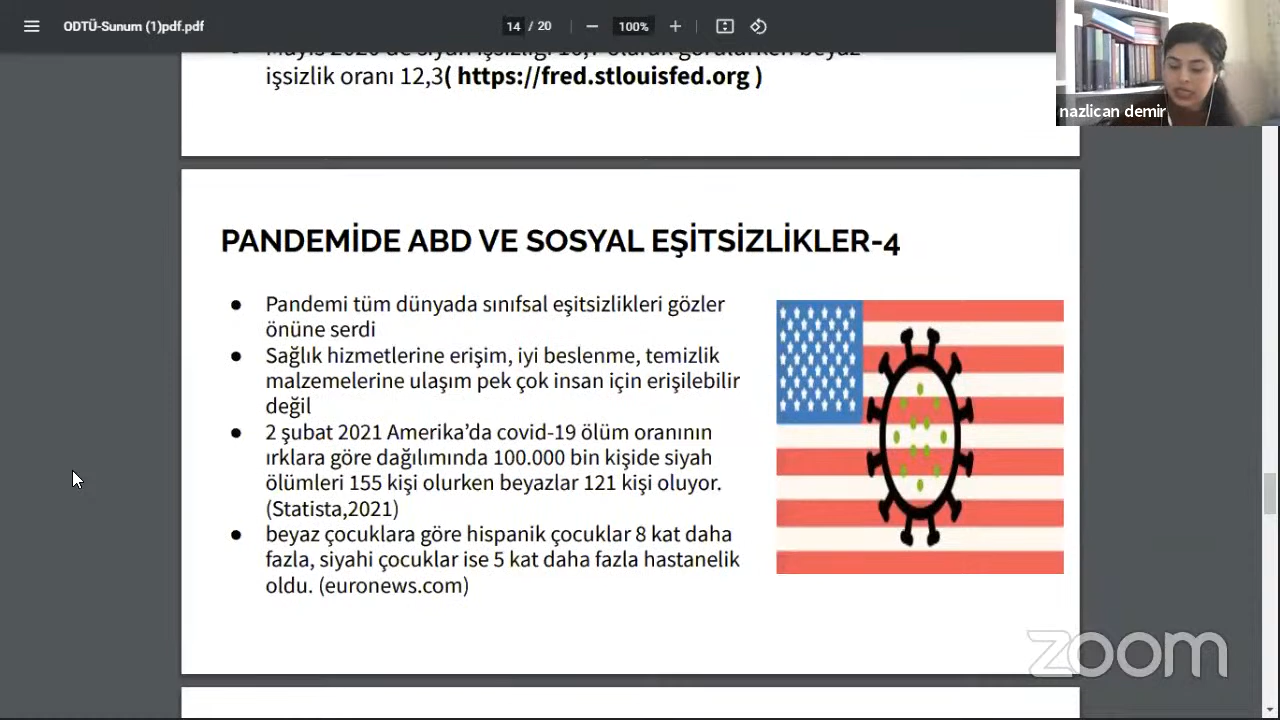 ODTÜ-Sunum (1)pdf.pdf
14 / 20
100%
işsizlik oranı 12,3( https://fred.stlouisfed.org )
nazlican demir
PANDEMİDE ABD VE SOSYAL EŞİTSİZLİKLER-4
● Pandemi tüm dünyada sınıfsal eşitsizlikleri gözler
önüne serdi
● Sağlık hizmetlerine erişim, iyi beslenme, temizlik
malzemelerine ulaşım pek çok insan için erişilebilir
değil
● 2 şubat 2021 Amerika’da covid-19 ölüm oranının
ırklara göre dağılımında 100.000 bin kişide siyah
ölümleri 155 kişi olurken beyazlar 121 kişi oluyor.
(Statista,2021)
● beyaz çocuklara göre hispanik çocuklar 8 kat daha
fazla, siyahi çocuklar ise 5 kat daha fazla hastanelik
oldu. (euronews.com)
zoom